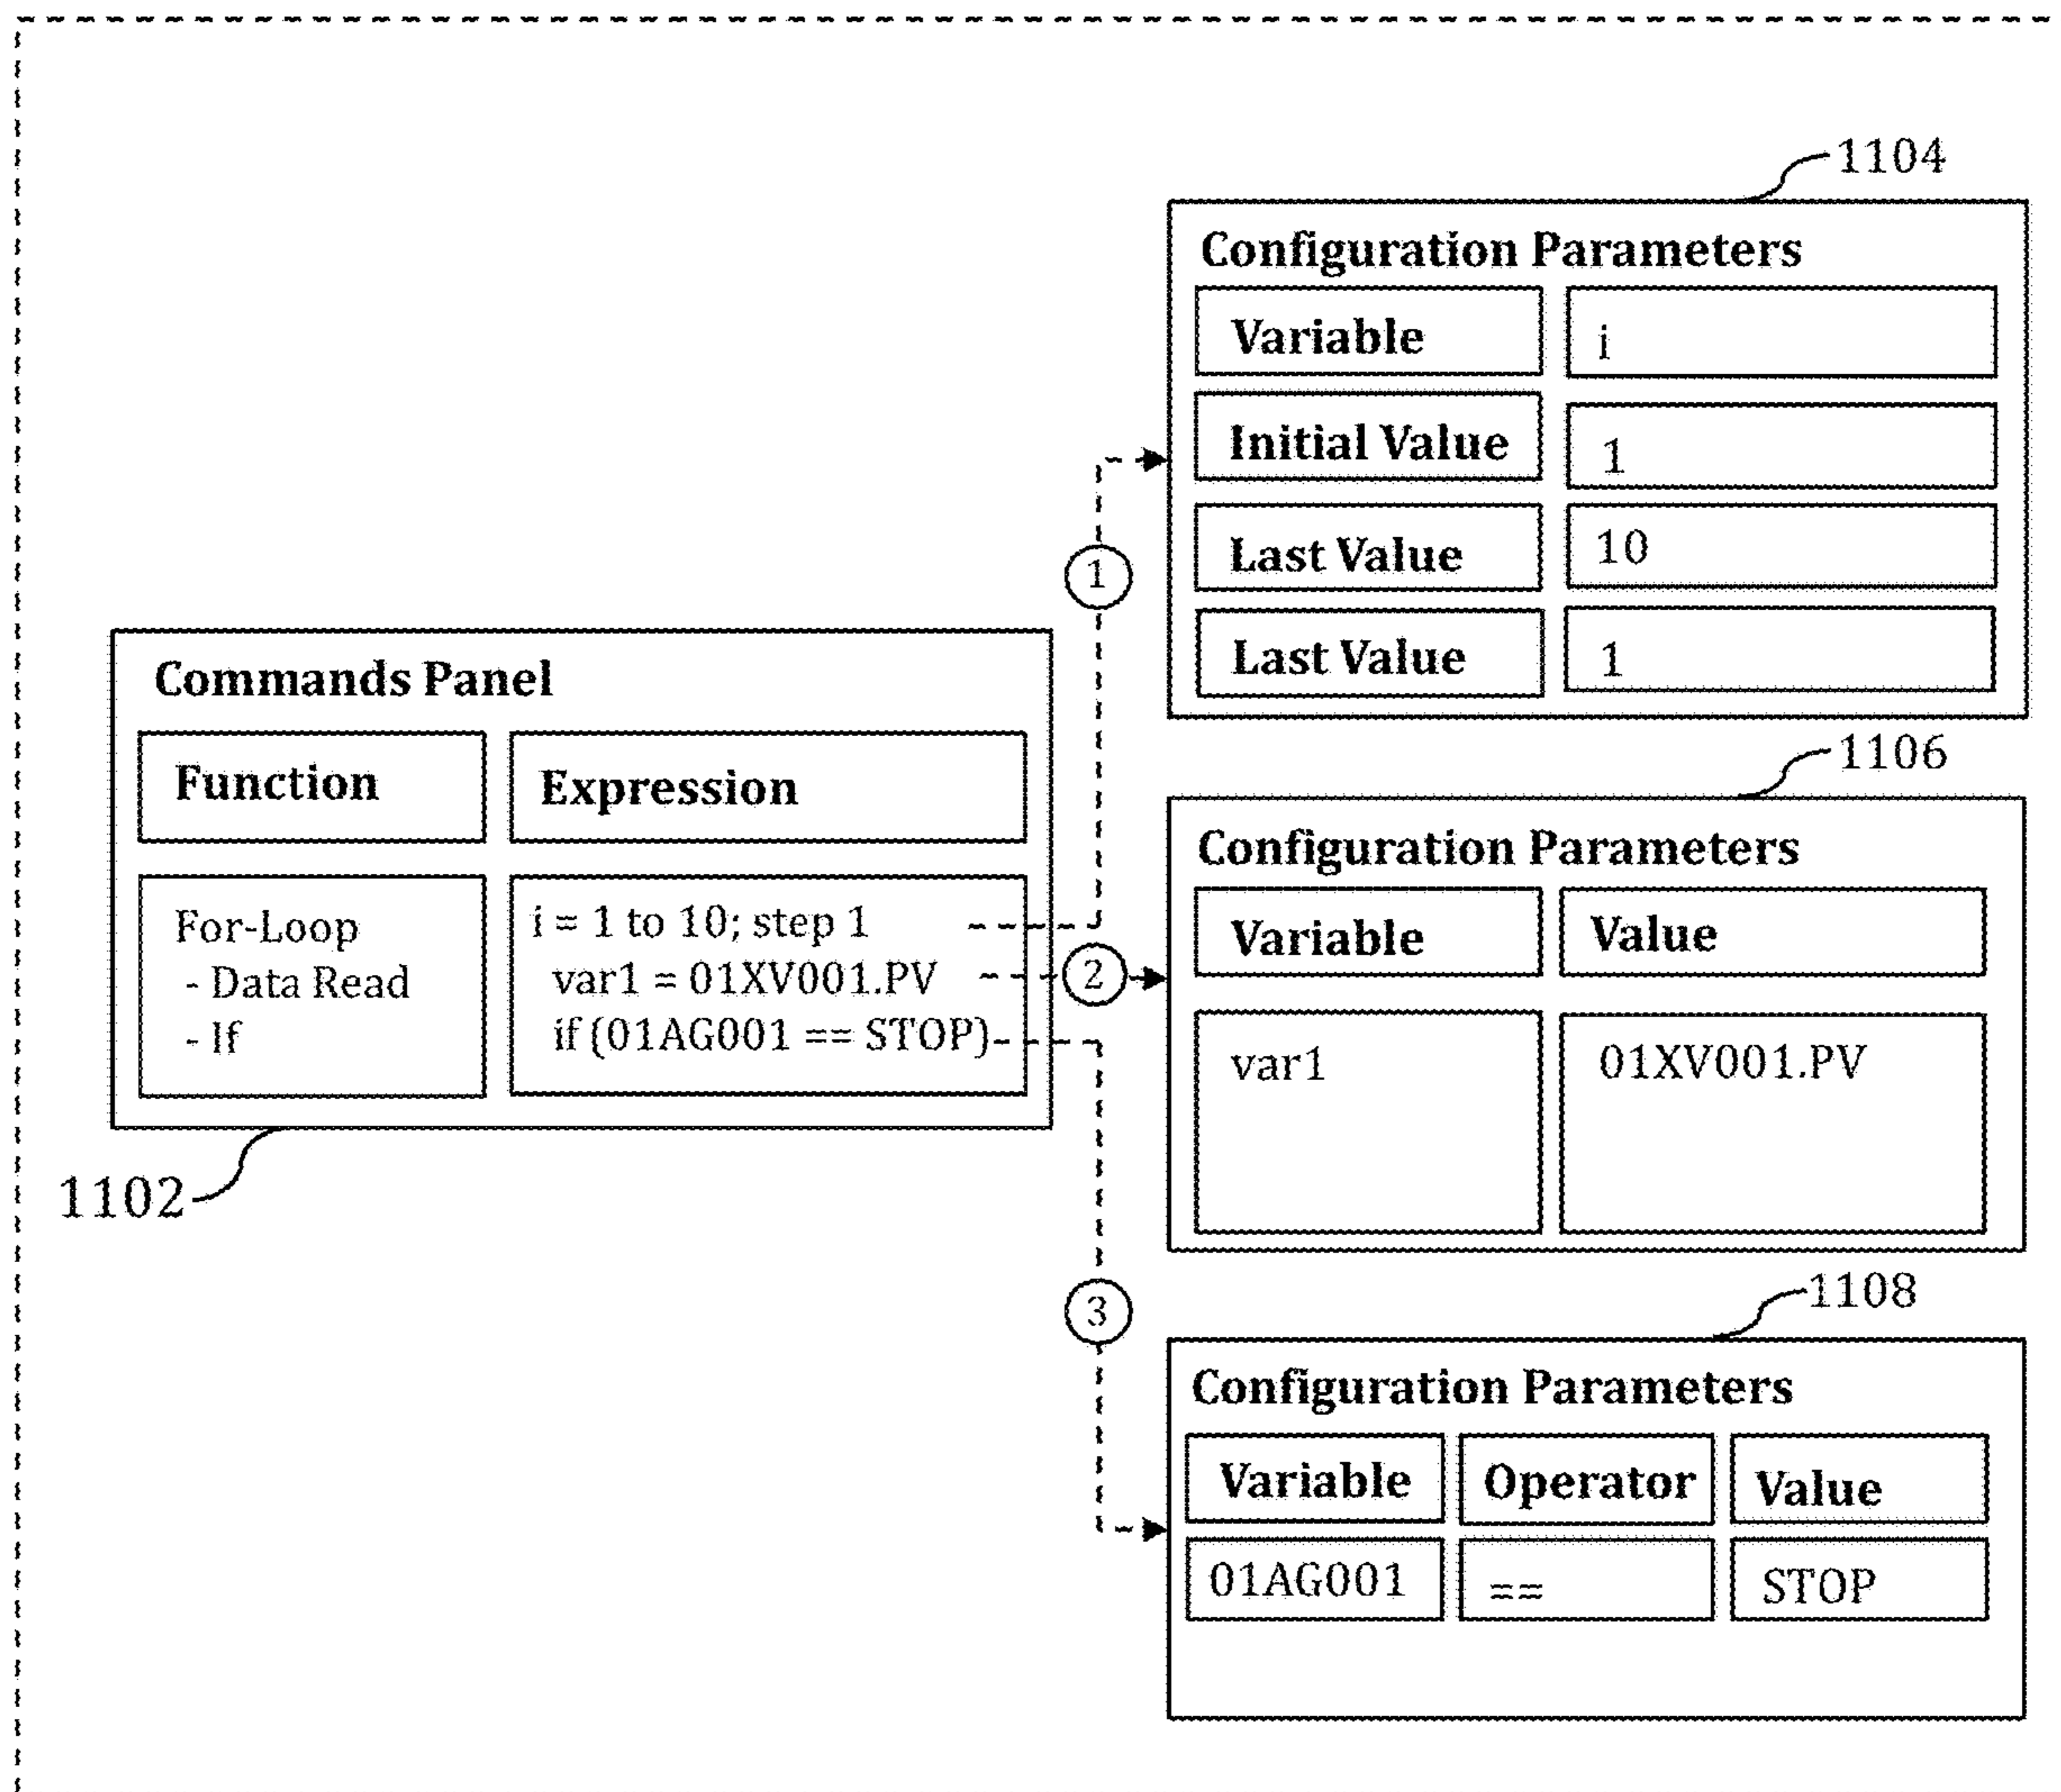 1104
Configuration Parameters
Variable i
Initial Value 1
Last Value 10
Last Value 1
1
Commands Panel
Function Expression
For-Loop i = 1 to 10; step 1
- Data Read var1 = 01XV001.PV
- If if (01AG001 == STOP)
1102
2
1106
Configuration Parameters
Variable Value
var1 01XV001.PV
3
1108
Configuration Parameters
Variable Operator Value
01AG001 == STOP